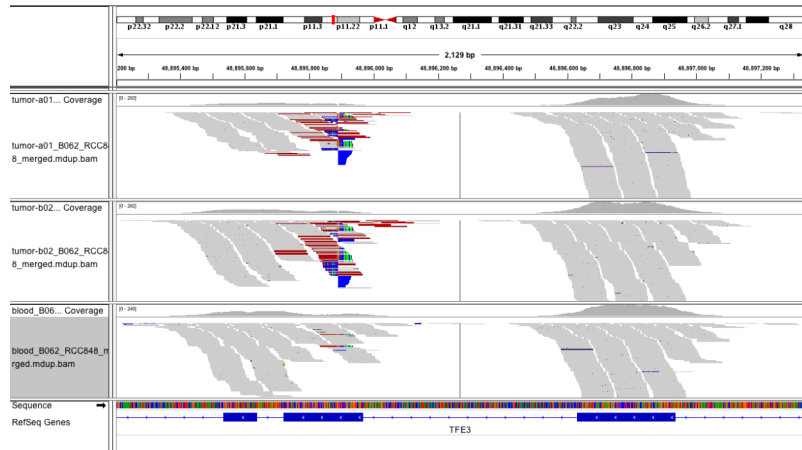 p22.32 p22.2 p22.12 p21.3 p21.1 p11.3 p11.22 p11.1 q12 q13.2 q21.1 q21.31 q21.33 q22.2 q23 q24 q25 q26.2 q27.1 q28
2,129 bp
200 bp 48,895,400 bp 48,895,600 bp 48,895,800 bp 48,896,000 bp 48,896,200 bp 48,896,400 bp 48,896,600 bp 48,896,800 bp 48,897,000 bp 48,897,200 bp
tumor-a01... Coverage
[0 - 200]
tumor-a01_B062_RCC84
8_merged.mdup.bam
tumor-b02... Coverage
[0 - 262]
tumor-b02_B062_RCC84
8_merged.mdup.bam
blood_B06... Coverage
[0 - 249]
blood_B062_RCC848_m
rged.mdup.bam
Sequence
RefSeq Genes
TFE3